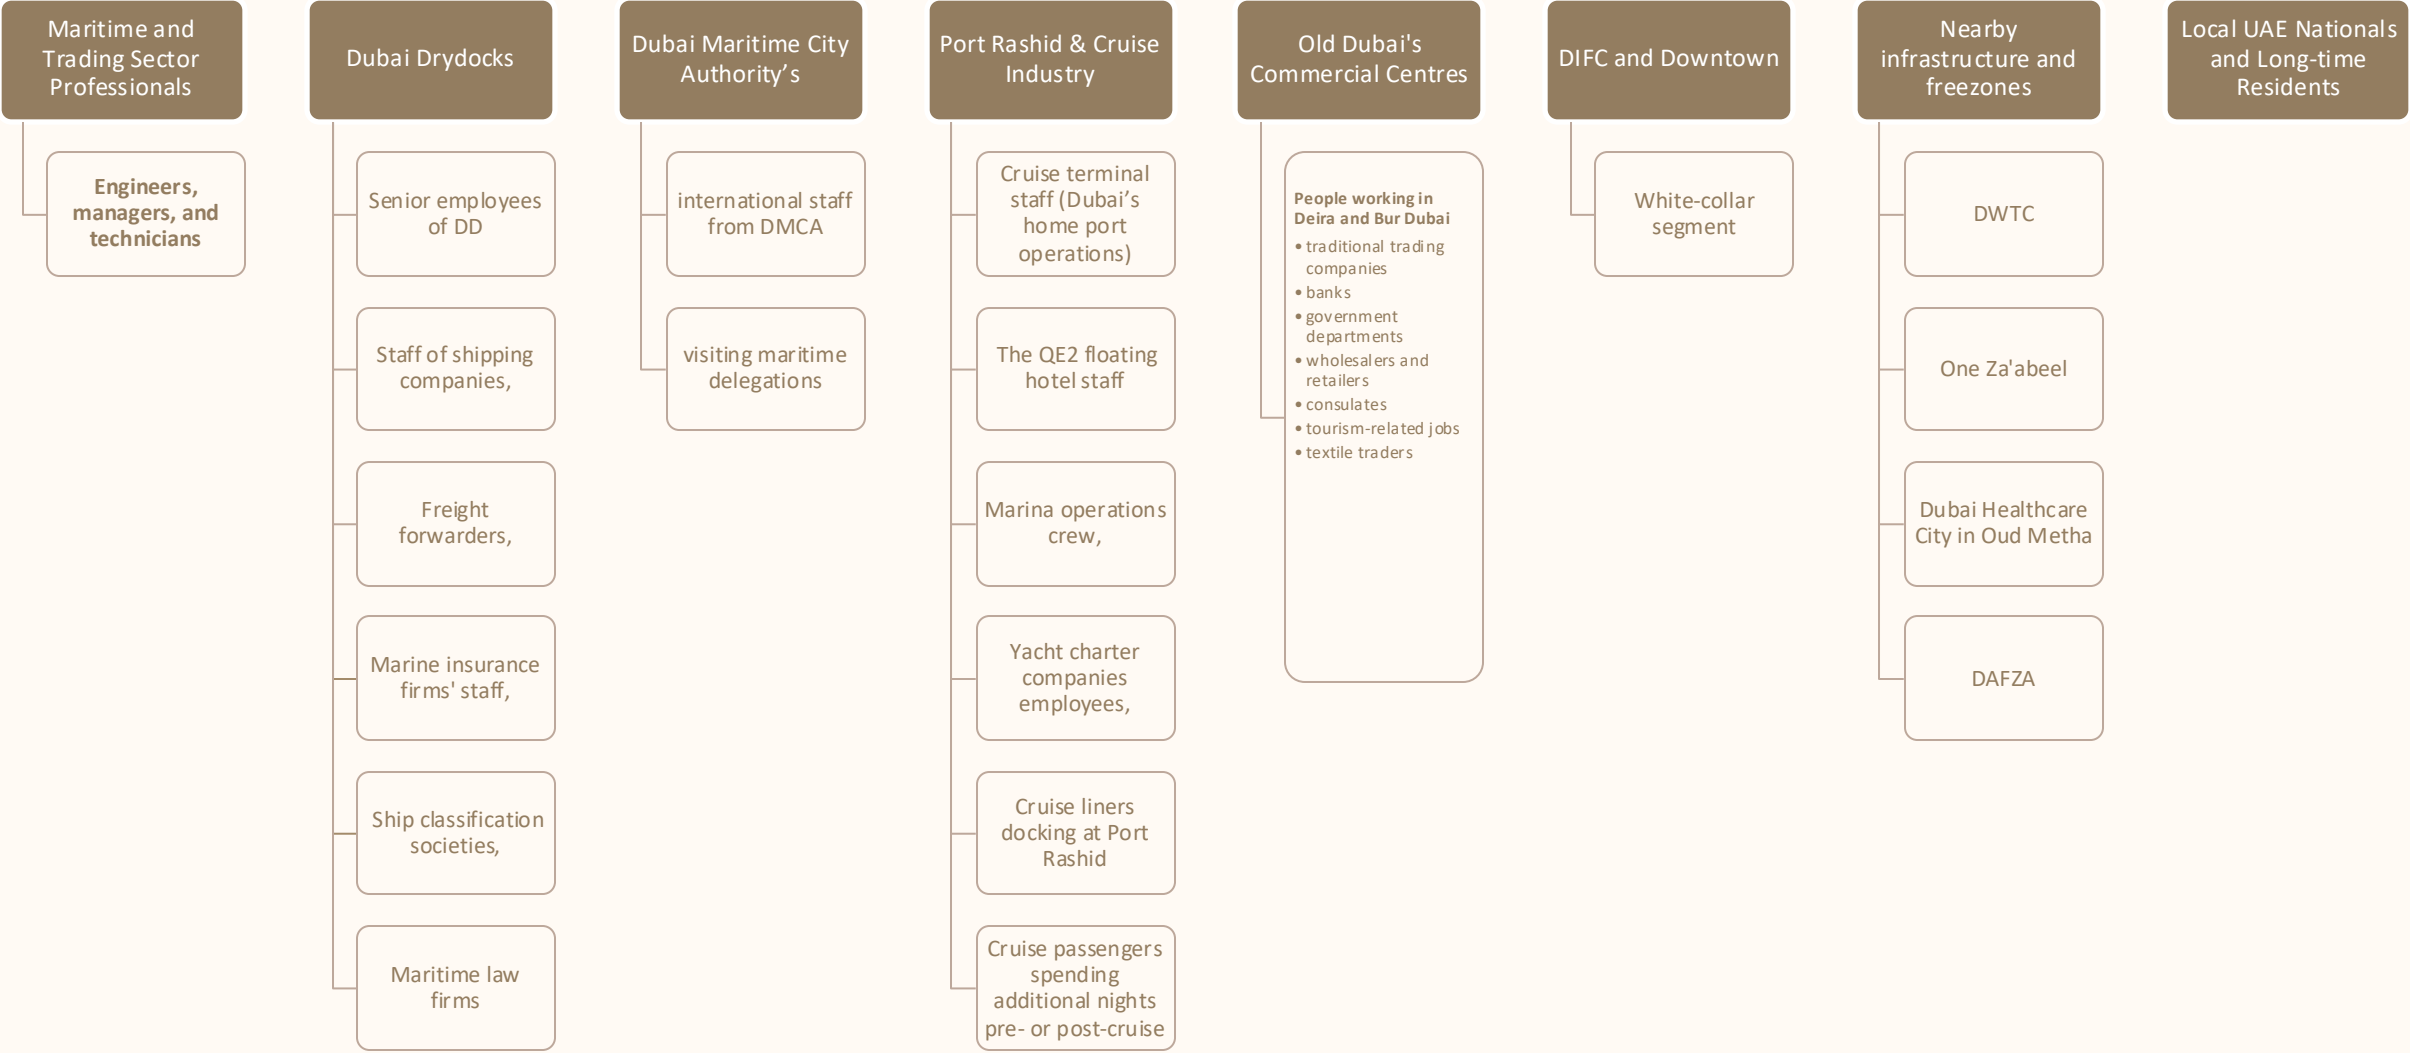 Maritime and
Trading Sector
Professionals
Engineers,
managers, and
technicians
Dubai Drydocks
Senior employees
of DD
Staff of shipping
companies,
Freight
forwarders,
Marine insurance
firms' staff,
Ship classification
societies,
Maritime law
firms
Dubai Maritime City
Authority’s
international staff
from DMCA
visiting maritime
delegations
Port Rashid & Cruise
Industry
Cruise terminal
staff (Dubai’s
home port
operations)
The QE2 floating
hotel staff
Marina operations
crew,
Yacht charter
companies
employees,
Cruise liners
docking at Port
Rashid
Cruise passengers
spending
additional nights
pre- or post-cruise
Old Dubai's
Commercial Centres
People working in
Deira and Bur Dubai
• traditional trading
companies
• banks
• government
departments
• wholesalers and
retailers
• consulates
• tourism-related jobs
• textile traders
DIFC and Downtown
White-collar
segment
Nearby
infrastructure and
freezones
DWTC
One Za'abeel
Dubai Healthcare
City in Oud Metha
DAFZA
Local UAE Nationals
and Long-time
Residents